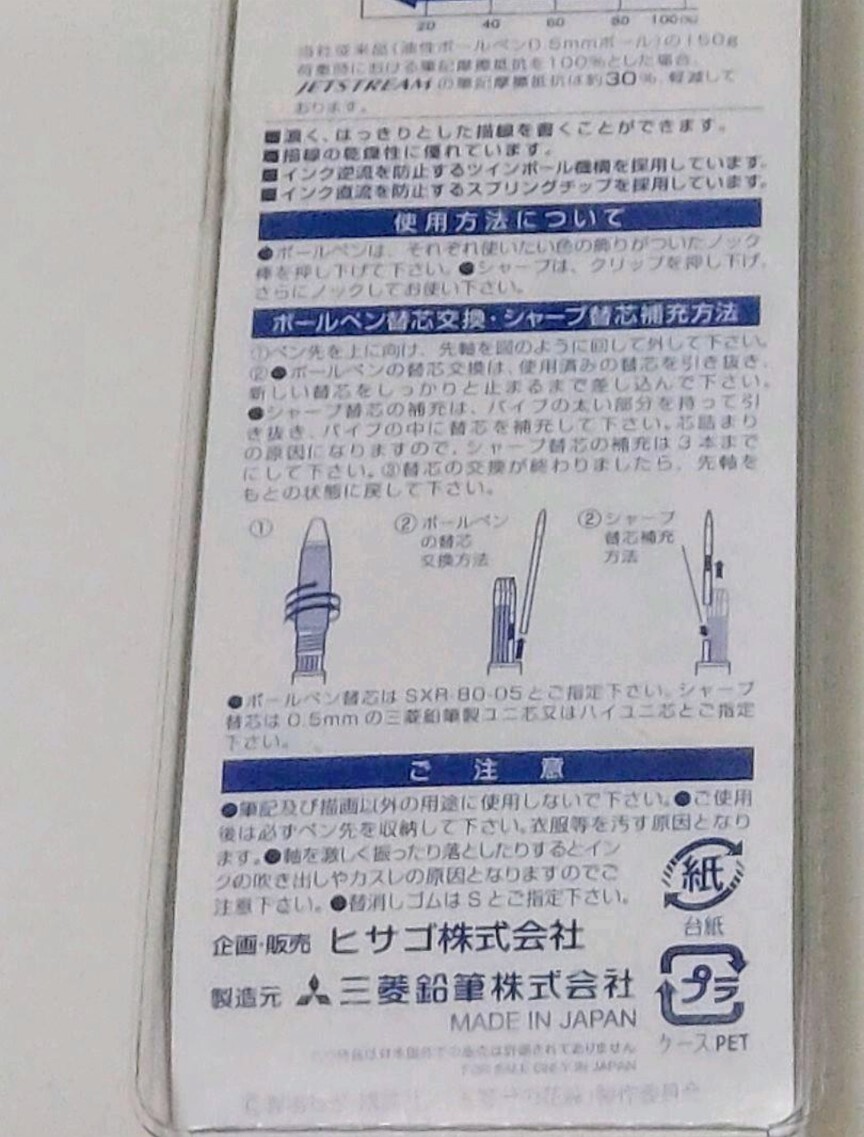 20 40 60 80 100(%)
当社従来品(油性ボールペン0.5mmボール)の150g
荷重時における筆記摩擦抵抗を100%とした場合、
JETSTREAMの筆記摩擦抵抗は約30%、軽減して
おります。
■濃く、はっきりとした描線を書くことができます。
■描線の乾燥性に優れています。
■インク逆流を防止するツインボール機構を採用しています。
■インク直流を防止するスプリングチップを採用しています。
使用方法について
●ボールペンは、それぞれ使いたい色の飾りがついたノック
棒を押し下げて下さい。●シャープは、クリップを押し下げ、
さらにノックしてお使い下さい。
ボールペン替芯交換・シャープ替芯補充方法
①ペン先を上に向け、先軸を図のように回して外して下さい。
②●ボールペンの替芯交換は、使用済みの替芯を引き抜き、
新しい替芯をしっかりと止まるまで差し込んで下さい。
●シャープ替芯の補充は、パイプの太い部分を持って引
き抜き、パイプの中に替芯を補充して下さい。芯詰まり
の原因になりますので、シャープ替芯の補充は3本まで
にして下さい。③替芯の交換が終わりましたら、先軸を
もとの状態に戻して下さい。
①
②ボールペン
の替芯
交換方法
②シャープ
替芯補充
方法
●ボールペン替芯はSXR-80-05とご指定下さい。シャープ
替芯は0.5mmの三菱鉛筆製ユニ芯又はハイユニ芯とご指定
下さい。
ご注意
●筆記及び描画以外の用途に使用しないで下さい。●ご使用
後は必ずペン先を収納して下さい。衣服等を汚す原因となり
ます。●軸を激しく振ったり落としたりするとイン
クの吹き出しやカスレの原因となりますのでご
注意下さい。●替消しゴムはSとご指定下さい。
紙
台紙
企画・販売 ヒサゴ株式会社
製造元 三菱鉛筆株式会社
MADE IN JAPAN
プラ
ケースPET
この商品は日本国外での販売は許諾されておりません
FOR SALE ONLY IN JAPAN